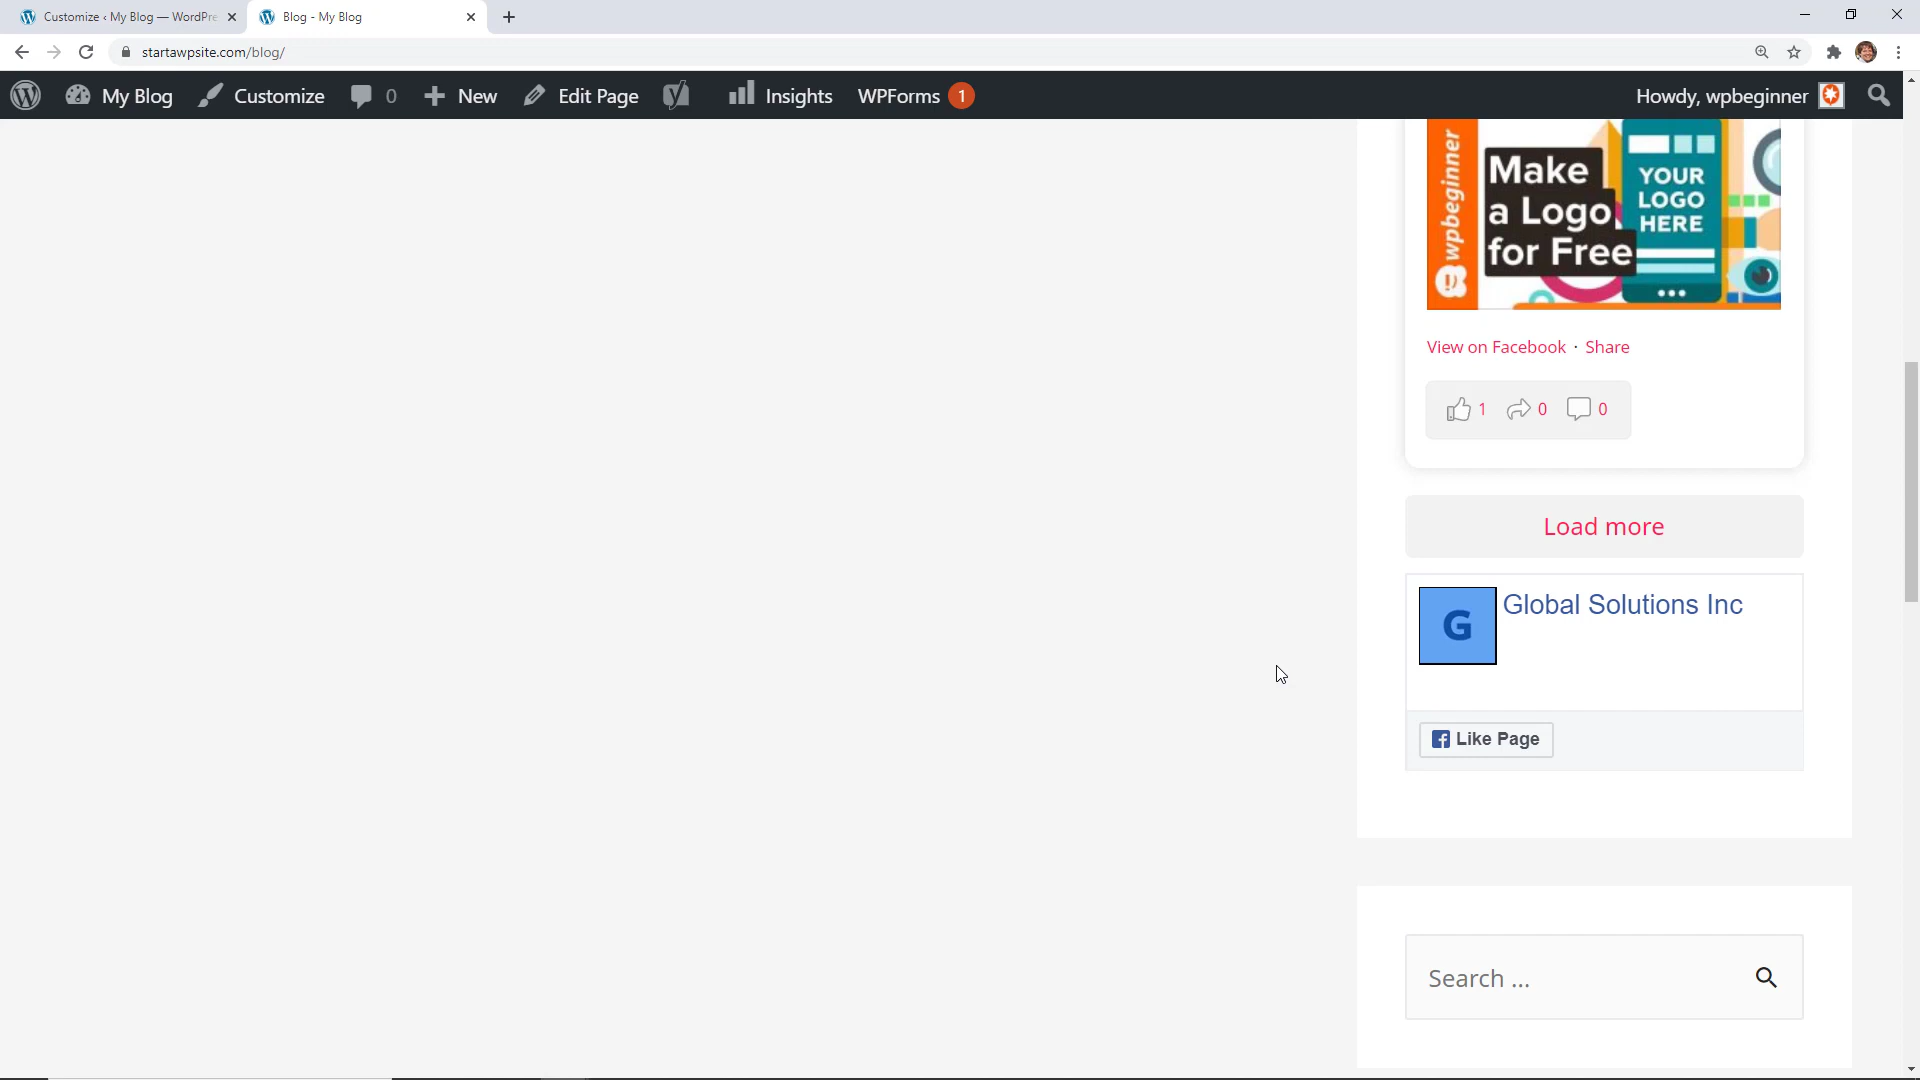 Customize ‹ My Blog — WordPre
Blog - My Blog
startawpsite.com/blog/
My Blog
Customize
0
New
Edit Page
Insights
WPForms
1
Howdy, wpbeginner
wpbeginner
Make
a Logo
for Free
YOUR
LOGO
HERE
View on Facebook · Share
1
0
0
Load more
G
Global Solutions Inc
Like Page
Search ...